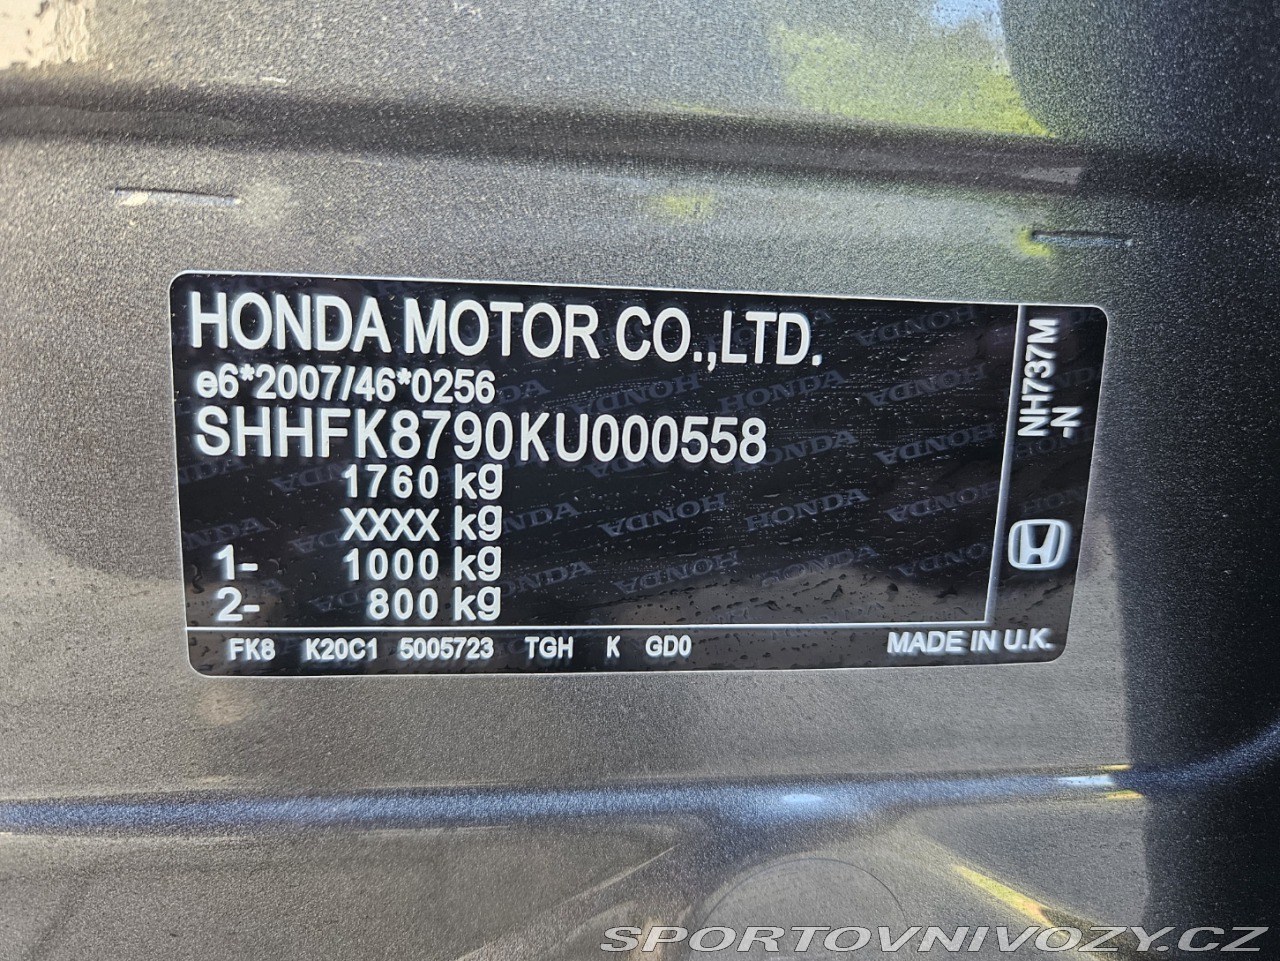 HONDA MOTOR CO.,LTD.
e6*2007/46*0256
SHHFK8790KU000558
1760 kg
XXXX kg
1- 1000 kg
2- 800 kg
FK8 K20C1 5005723 TGH K GD0 MADE IN U.K.
NH737M
-N
SPORTOVNIVOZY.CZ